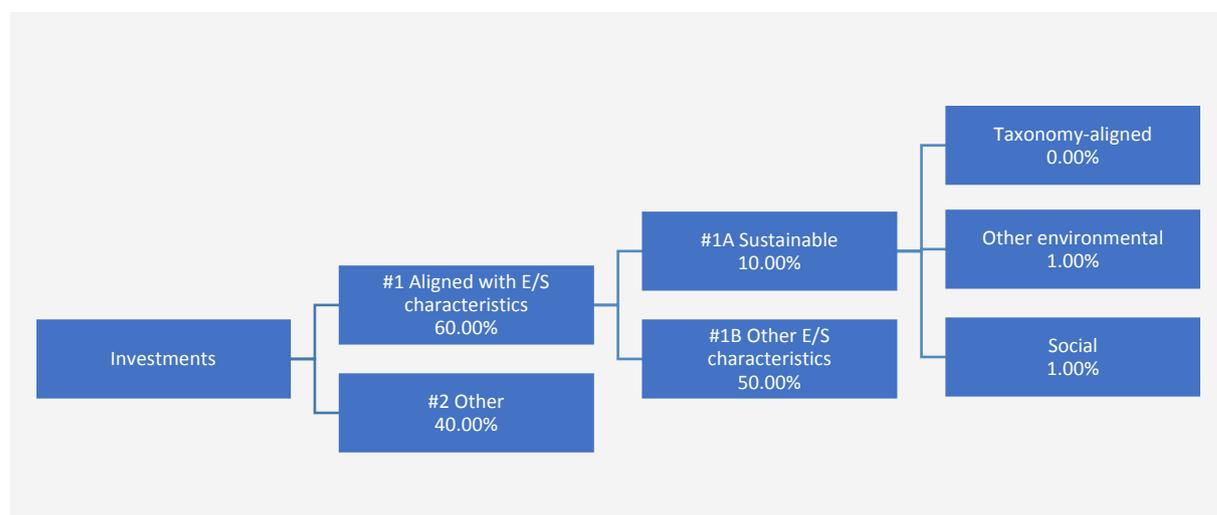 Investments
#1 Aligned with E/S
characteristics
60.00%
#2 Other
40.00%
#1A Sustainable
10.00%
#1B Other E/S
characteristics
50.00%
Taxonomy-aligned
0.00%
Other environmental
1.00%
Social
1.00%